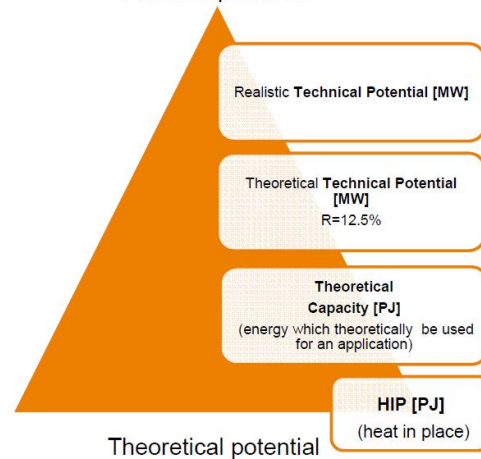 Realistic Technical Potential [MW]
Theoretical Technical Potential
[MW]
R=12.5%
Theoretical
Capacity [PJ]
(energy which theoretically be used
for an application)
HIP [PJ]
(heat in place)
Theoretical potential